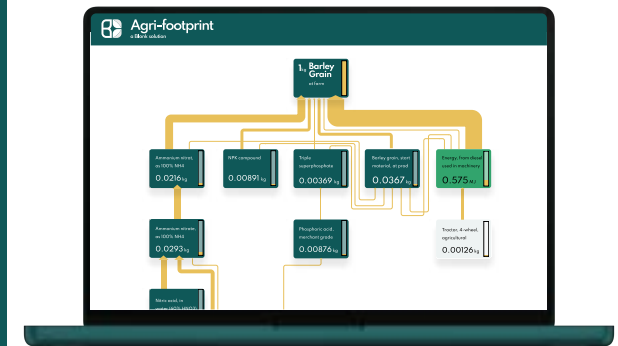 Agri-footprint
a Blonk solution
1kg Barley
Grain
at farm
Ammonium nitrat,
as 100% NH4
0.0216 kg
NPK compound
0.00891 kg
Triple
superphosphate
0.00369 kg
Barley grain, start
material, at prod
0.0367 kg
Energy, from diesel
used in machinery
0.575 MJ
Ammonium nitrate,
as 100% NH4
0.0293 kg
Phosphoric acid,
merchant grade
0.00876 kg
Tractor, 4-wheel,
agricultural
0.00126 kg
Nitric acid, in